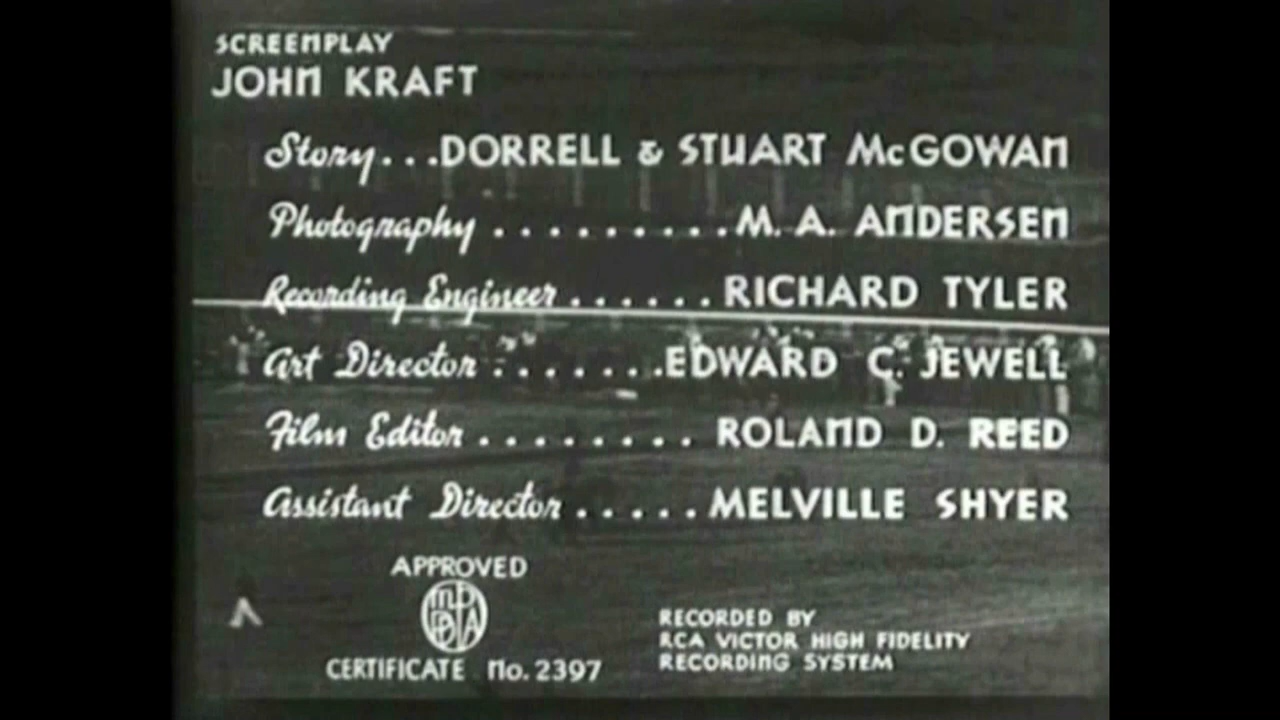 SCREENPLAY
JOHN KRAFT
Story...DORRELL & STUART McGOWAN
Photography.........M. A. ANDERSEN
Recording Engineer......RICHARD TYLER
Art Director.......EDWARD C. JEWELL
Film Editor........ROLAND D. REED
Assistant Director.....MELVILLE SHYER
APPROVED
MPPDA
CERTIFICATE No. 2397
RECORDED BY
RCA VICTOR HIGH FIDELITY
RECORDING SYSTEM